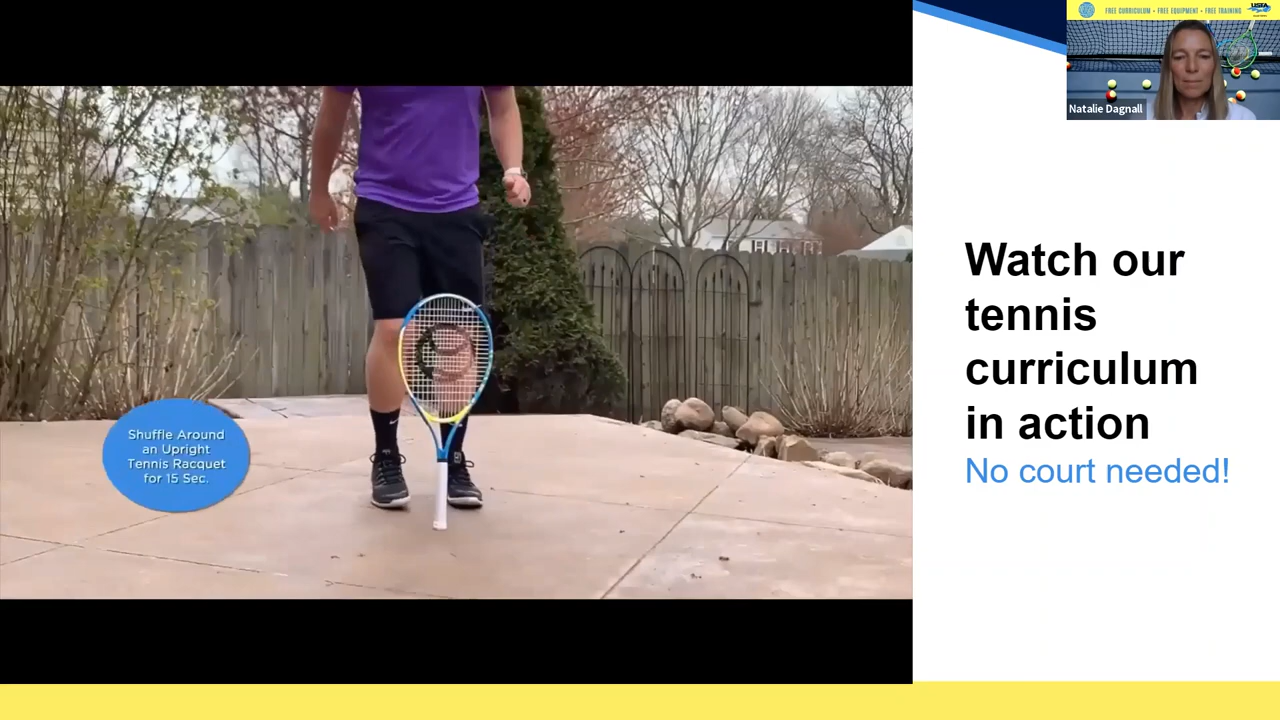 FREE CURRICULUM • FREE EQUIPMENT • FREE TRAINING
USTA
Natalie Dagnall
Watch our
tennis
curriculum
in action
No court needed!
Shuffle Around
an Upright
Tennis Racquet
for 15 Sec.